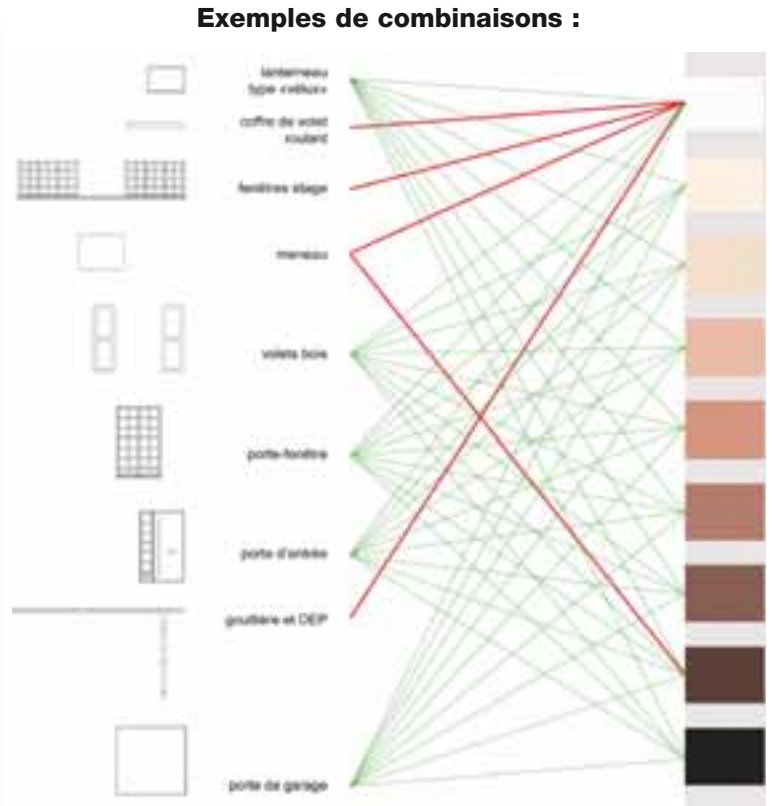 Exemples de combinaisons :
lanterneau
type «vélux»
coffre de volet
roulant
fenêtres étage
meneau
volets bois
porte-fenêtre
porte d'entrée
gouttière et DEP
porte de garage